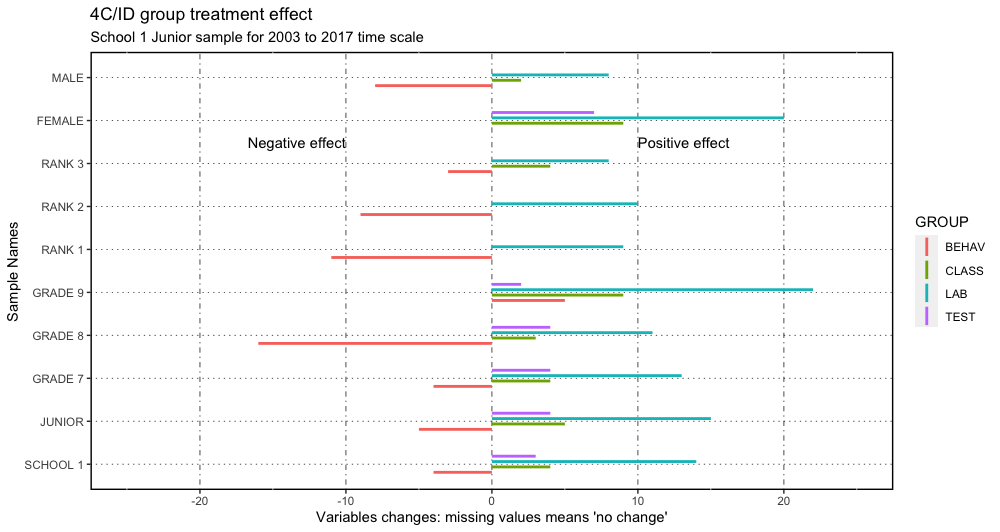 4C/ID group treatment effect
School 1 Junior sample for 2003 to 2017 time scale
MALE
FEMALE
Negative effect
Positive effect
RANK 3
RANK 2
RANK 1
GRADE 9
GRADE 8
GRADE 7
JUNIOR
SCHOOL 1
Sample Names
-20
-10
0
10
20
Variables changes: missing values means 'no change'
GROUP
BEHAV
CLASS
LAB
TEST